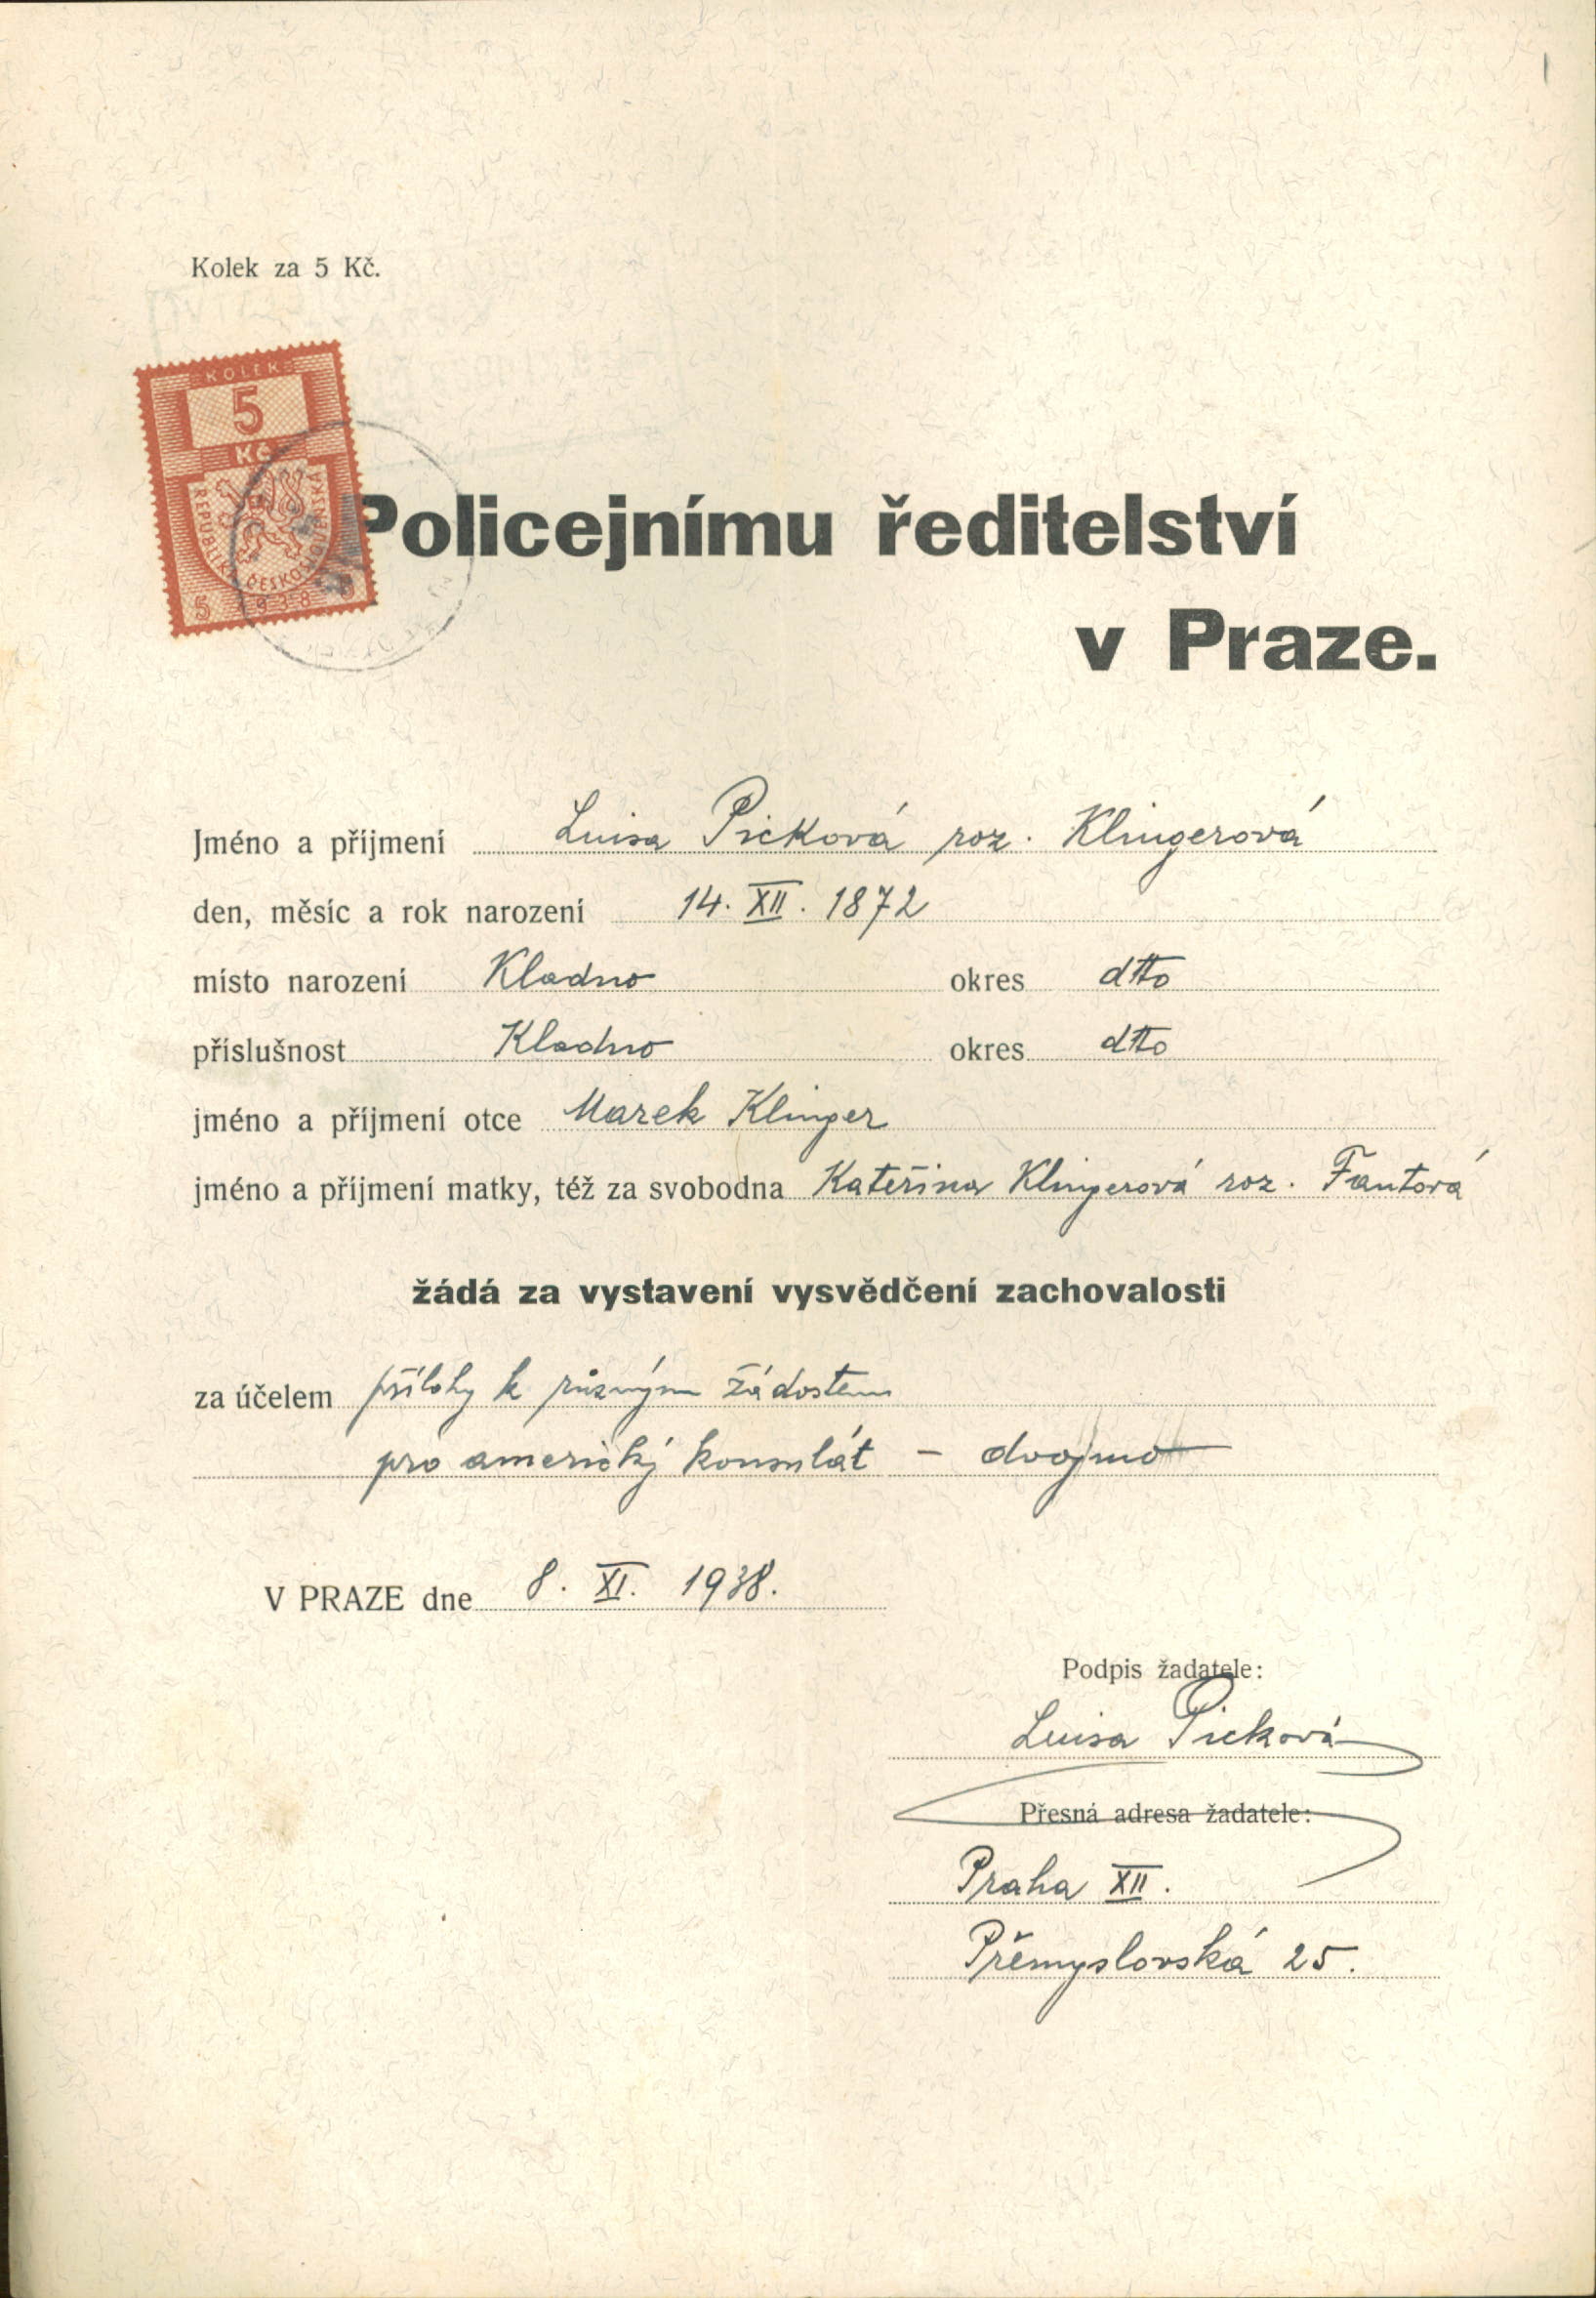 Kolek za 5 Kč.
KOLEK
5
Kč
REPUBLIKA ČESKOSLOVENSKÁ
5 1938
Policejnímu ředitelství
v Praze.
Jméno a příjmení Luisa Picková roz. Klingerová
den, měsíc a rok narození 14. XII. 1872
místo narození Kladno okres dtto
příslušnost Kladno okres dtto
jméno a příjmení otce Marek Klinger
jméno a příjmení matky, též za svobodna Kateřina Klingerová roz. Fantová
žádá za vystavení vysvědčení zachovalosti
za účelem přílohy k různým žádostem
pro americký konsulát – dvojmo
V PRAZE dne 8. XI. 1938.
Podpis žadatele:
Luisa Picková
Přesná adresa žadatele:
Praha XII.
Přemyslovská 25.